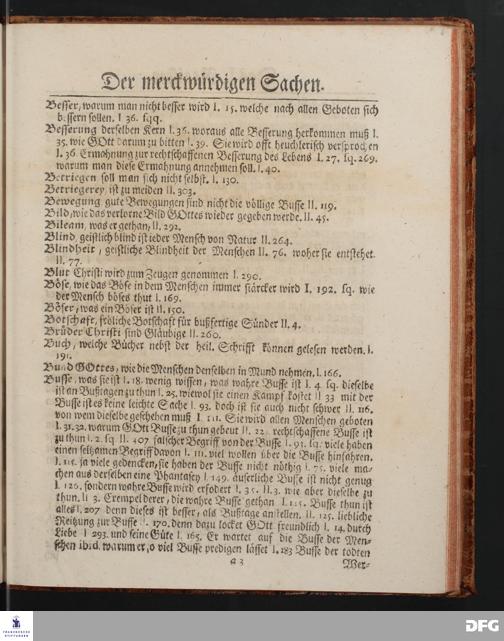 Der merckwürdigen Sachen.
Besser, warum man nicht besser wird I. 15. welche nach allen Geboten sich
bessern sollen. I 36. sqq.
Besserung derselben Kern I. 36. woraus alle Besserung herkommen muß I.
35. wie GOtt darum zu bitten I. 39. Sie wird offt heuchlerisch versprochen
I. 36. Ermahnung zur rechtschaffenen Besserung des Lebens I. 27. sq. 269.
warum man diese Ermahnung annehmen soll. I. 40.
Betriegen soll man sich nicht selbst. I. 130.
Betriegerey, ist zu meiden II. 303.
Bewegung gute Bewegungen sind nicht die völlige Busse II. 119.
Bild, wie das verlorne Bild GOttes wieder gegeben werde. II. 45.
Bileam, was er gethan, II. 292.
Blind, geistlich blind ist ieder Mensch von Natur II. 264.
Blindheit, geistliche Blindheit der Menschen II. 76. woher sie entstehet.
II. 77.
Blut Christi wird zum Zeugen genommen I. 290.
Böse, wie das Böse in dem Menschen immer stärcker wird I. 192. sq. wie
der Mensch böses thut I. 169.
Böser, was ein Böser ist II. 150.
Botschaft, fröliche Botschaft für bußfertige Sünder II. 4.
Brüder Christi sind Gläubige II. 260.
Buch, welche Bücher nebst der heil. Schrifft können gelesen werden. I.
191.
Bund GOttes, wie die Menschen denselben in Mund nehmen. I. 166.
Busse, was sie ist I. 18. wenig wissen, was wahre Busse ist I. 4. sq. dieselbe
ist an Bußtagen zu thun I. 25. wiewol sie einen Kampf kostet II 33 mit der
Busse ist es keine leichte Sache I. 93. doch ist sie auch nicht schwer II. 116.
von wem dieselbe geschehen muß I. 111. Sie wird allen Menschen geboten
I. 31. 32. warum GOtt Busse zu thun gebeut II. 22. rechtschaffene Busse ist
zu thun I. 2. sq II. 407 falscher Begriff von der Busse I. 92. sq. viele haben
einen seltzamen Begriff davon I. 111. viel wollen über die Busse hinfahren.
I. 112. ja viele gedencken, sie haben der Busse nicht nöthig I. 75. viele machen
aus derselben eine Phantasey I. 149. äuserliche Busse ist nicht genug
I. 126. sondern wahre Busse wird erfodert I. 35. II. 3. wie aber dieselbe zu
thun. II 3. Exempel derer, die wahre Busse gethan I. 115. Busse thun ist
alles I. 207 denn dieses ist besser, als Bußtage anstellen. II. 125. liebliche
Reitzung zur Busse II. 170. denn dazu locket GOtt freundlich I. 14. durch
Liebe I 293. und seine Güte I. 165. Er wartet auf die Busse der Menschen
ibid. warum er so viel Busse predigen lässet I. 183 Busse der todten
a 3
Wer-
FRANCKESCHE
STIFTUNGEN
DFG